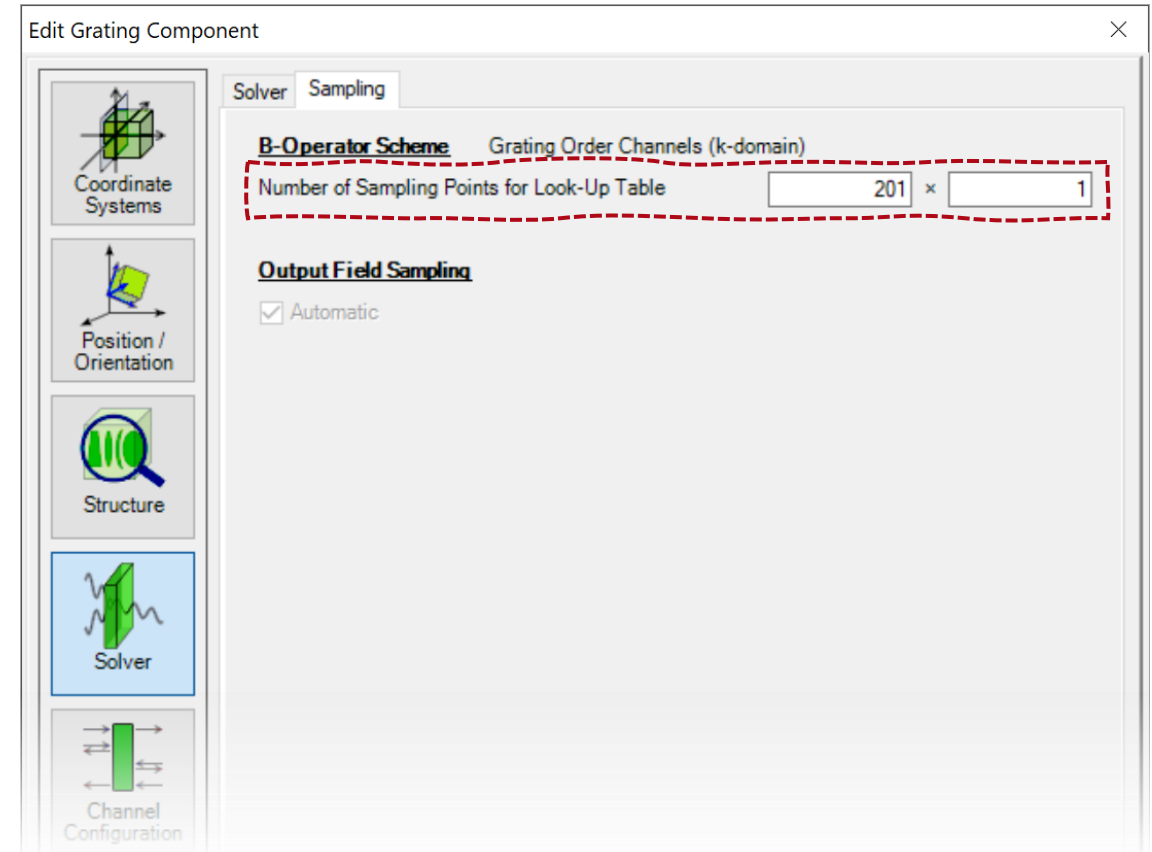 Edit Grating Component
Solver
Sampling
B-Operator Scheme Grating Order Channels (k-domain)
Number of Sampling Points for Look-Up Table 201 × 1
Output Field Sampling
Automatic
Coordinate
Systems
Position /
Orientation
Structure
Solver
Channel
Configuration